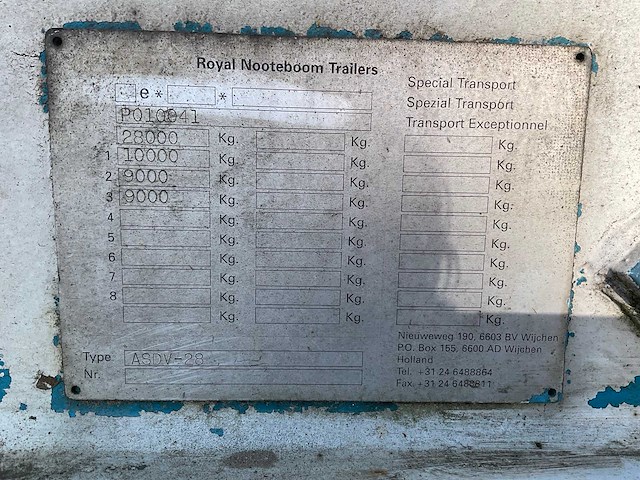 Royal Nooteboom Trailers
Special Transport
Spezial Transport
Transport Exceptionnel
e* *
P010941
28000 Kg. Kg. Kg.
1 10000 Kg. Kg. Kg.
2 9000 Kg. Kg. Kg.
3 9000 Kg. Kg. Kg.
4 Kg. Kg. Kg.
5 Kg. Kg. Kg.
6 Kg. Kg. Kg.
7 Kg. Kg. Kg.
8 Kg. Kg. Kg.
Kg. Kg. Kg.
Type ASDV-28
Nr.
Nieuweweg 190, 6603 BV Wijchen
P.O. Box 155, 6600 AD Wijchen
Holland
Tel. +31 24 6488864
Fax. +31 24 6488811